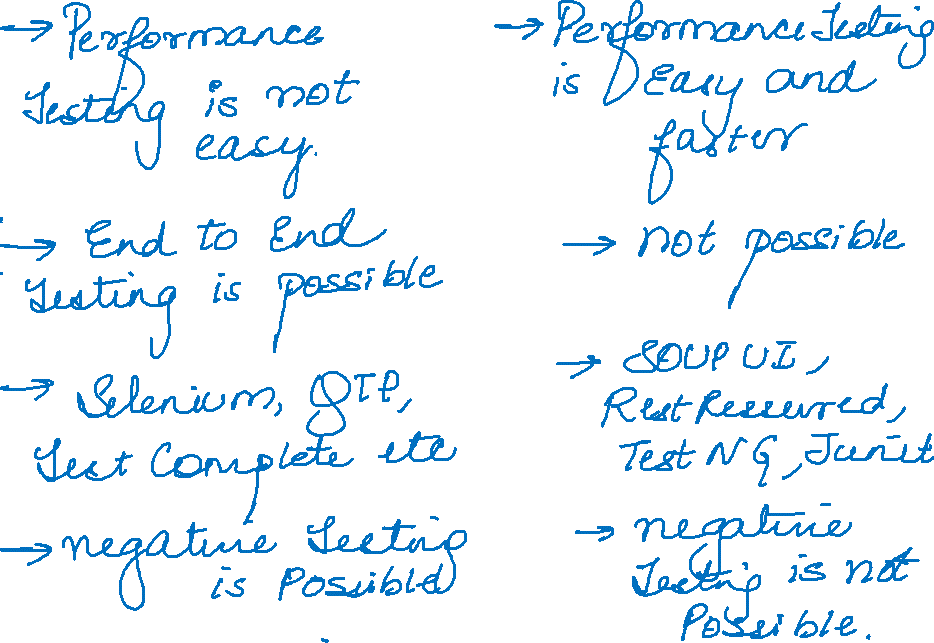 → Performance
Testing is not
easy.
→ End to End
Testing is possible
→ Selenium, QTP,
Test Complete etc
→ negative Testing
is Possible
→ Performance Testing
is Easy and
faster
→ not possible
→ SOUP UI,
Rest Ressured,
Test NG, Junit
→ negative
Testing is not
Possible.